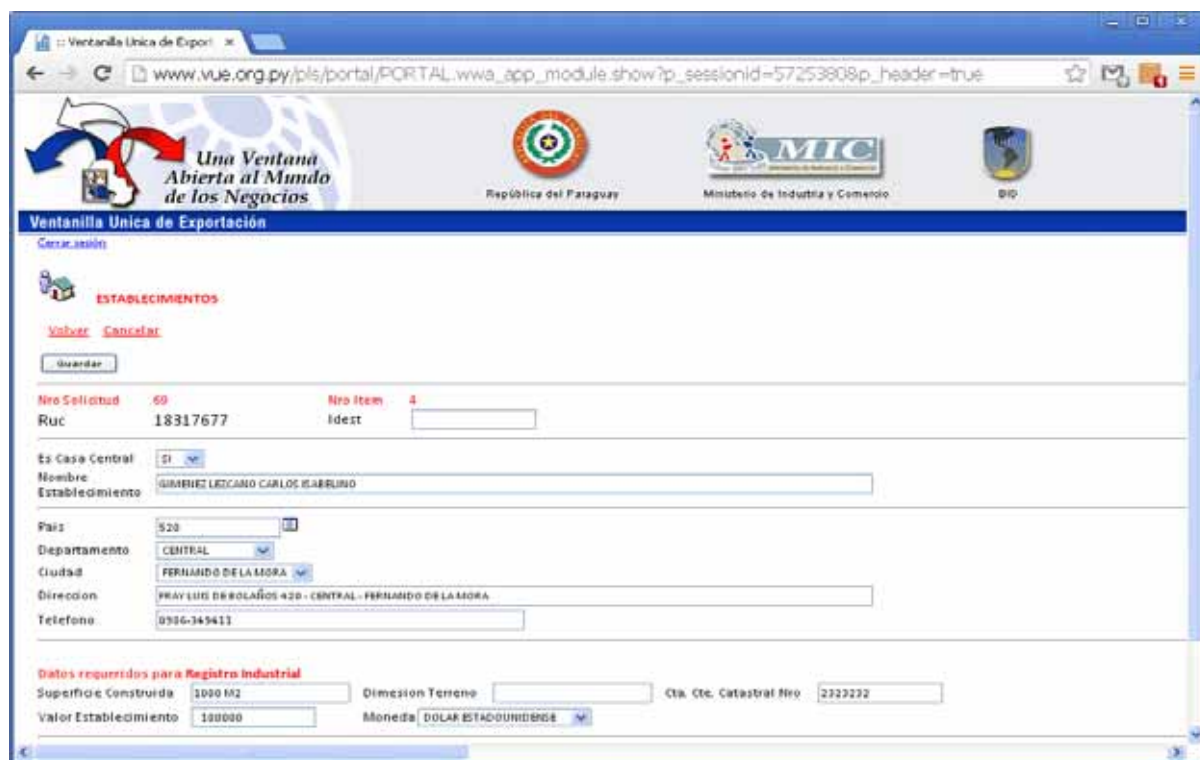 :: Ventanilla Unica de Export
www.vue.org.py/pls/portal/PORTAL.wwa_app_module.show?p_sessionid=5725380&p_header=true
Una Ventana
Abierta al Mundo
de los Negocios
República del Paraguay
MIC
Ministerio de Industria y Comercio
BID
Ventanilla Unica de Exportación
Cerrar sesión
ESTABLECIMIENTOS
Volver Cancelar
Guardar
Nro Solicitud 69 Nro Item 4
Ruc 18317677 Idest
Es Casa Central SI
Nombre
Establecimiento GIMENEZ LEZCANO CARLOS ISABELINO
Pais 520
Departamento CENTRAL
Ciudad FERNANDO DE LA MORA
Direccion FRAY LUIS DE BOLAÑOS 420 - CENTRAL - FERNANDO DE LA MORA
Telefono 0986-349411
Datos requeridos para Registro Industrial
Superficie Construida 1000 M2 Dimesion Terreno Cta. Cte. Catastral Nro 2323232
Valor Establecimiento 100000 Moneda DOLAR ESTADOUNIDENSE